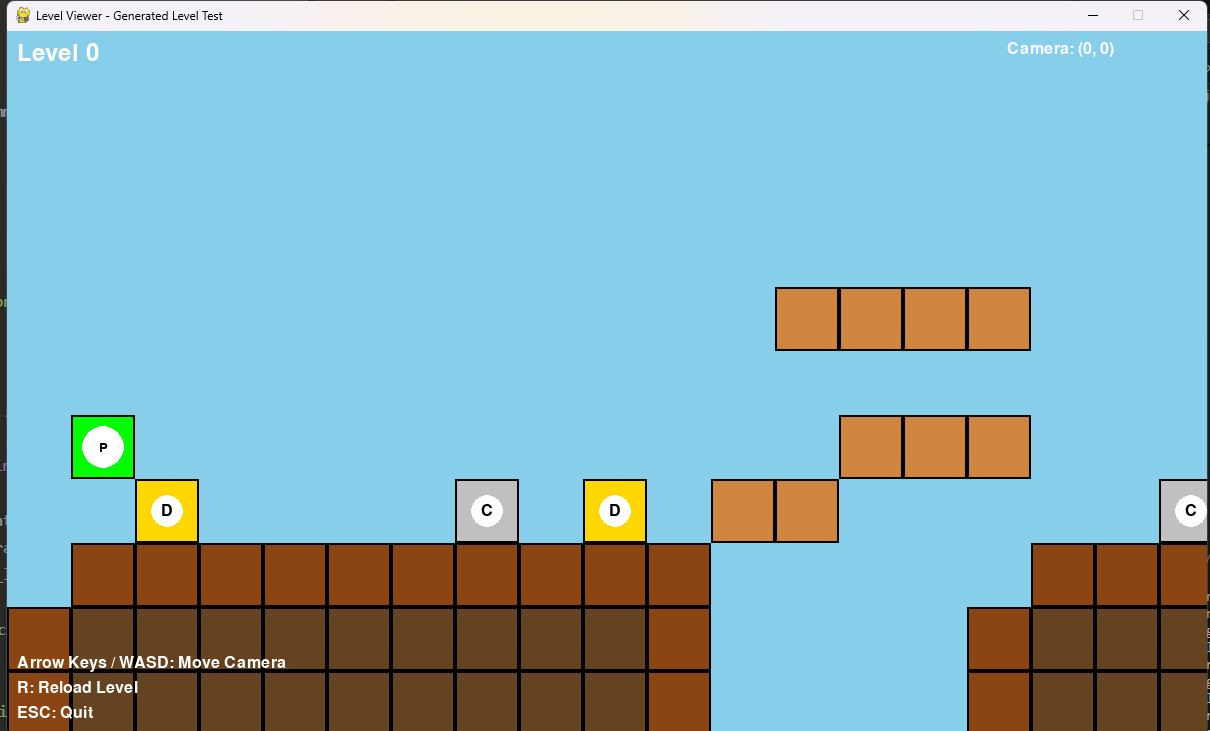 Level Viewer - Generated Level Test
Level 0
Camera: (0, 0)
P
D
C
D
C
Arrow Keys / WASD: Move Camera
R: Reload Level
ESC: Quit